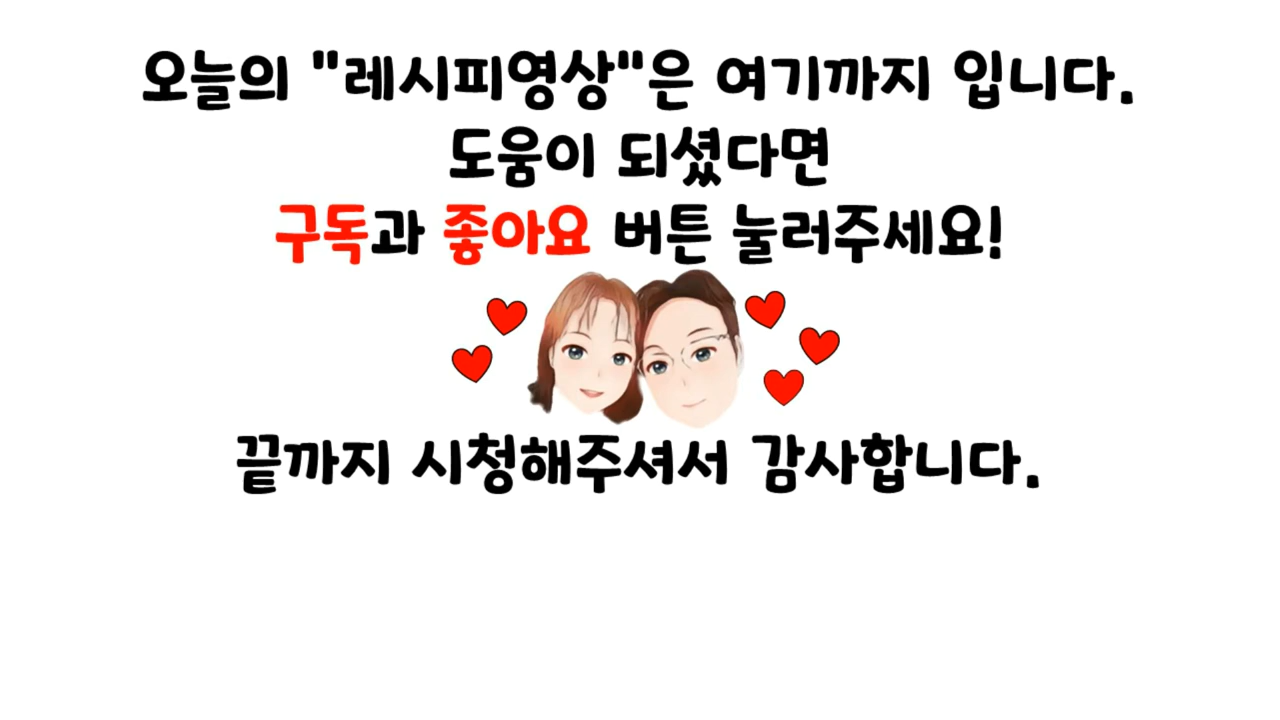 오늘의 "레시피영상"은 여기까지 입니다.
도움이 되셨다면
구독과 좋아요 버튼 눌러주세요!
끝까지 시청해주셔서 감사합니다.